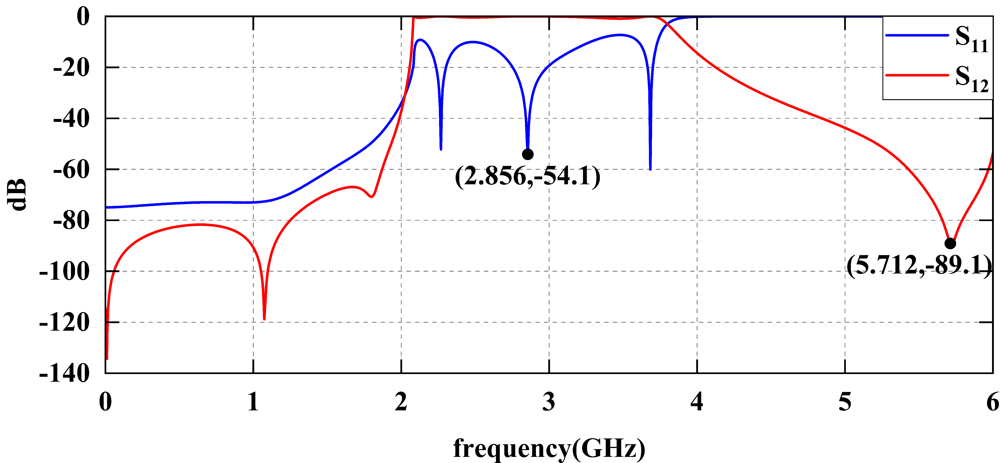 0
-20
-40
-60
-80
-100
-120
-140
dB
S11
S12
(2.856,-54.1)
(5.712,-89.1)
0 1 2 3 4 5 6
frequency(GHz)